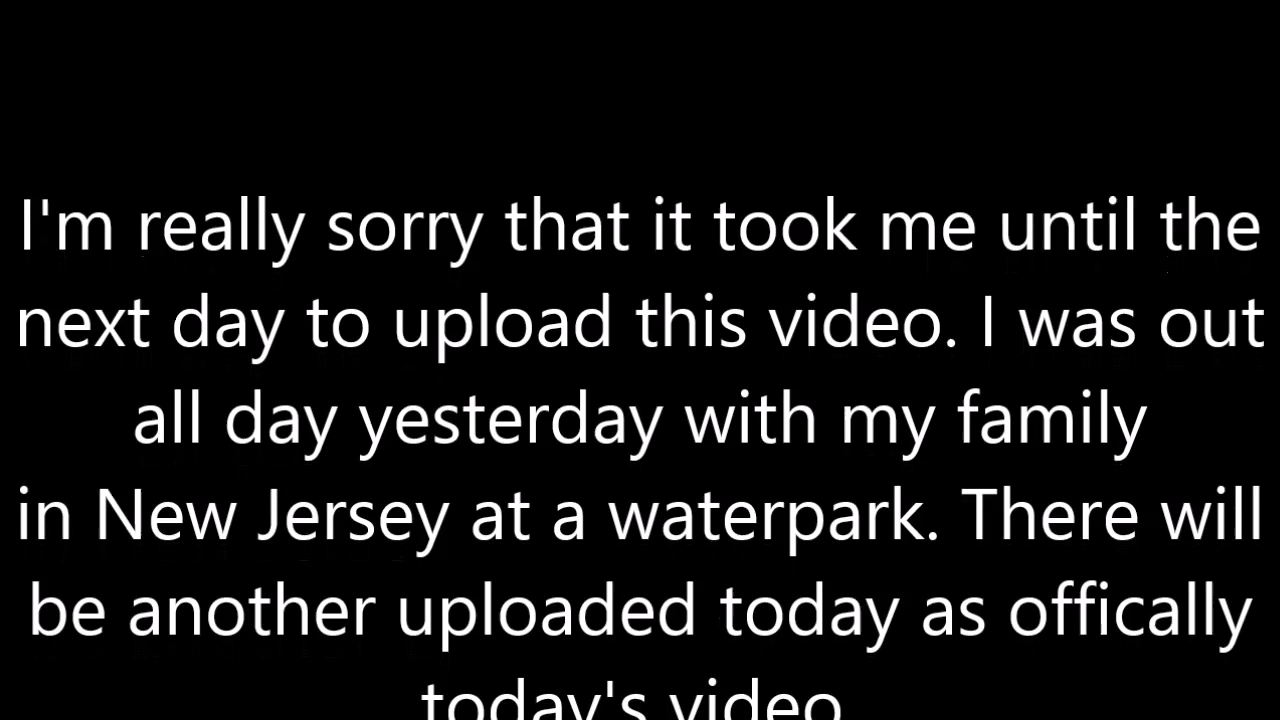 I'm really sorry that it took me until the
next day to upload this video. I was out
all day yesterday with my family
in New Jersey at a waterpark. There will
be another uploaded today as offically
today's video